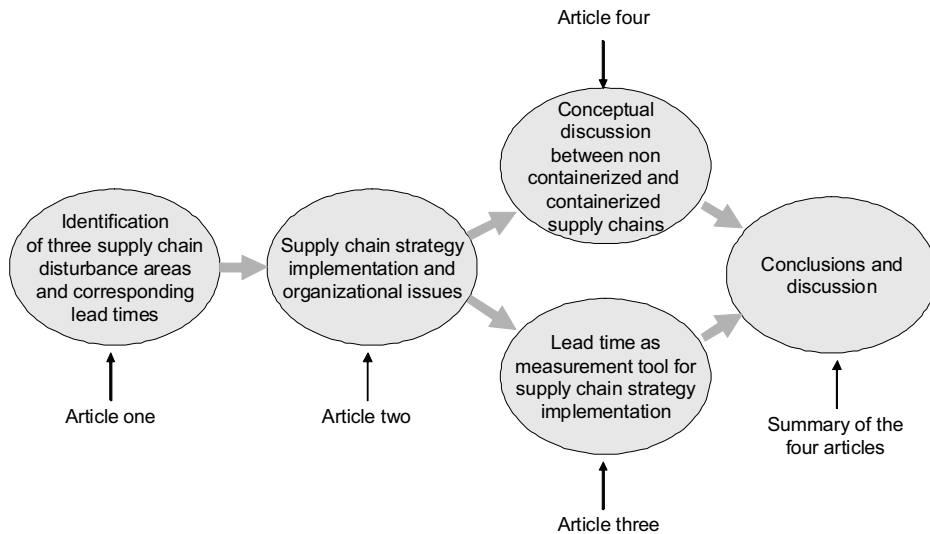 Article four
Conceptual
discussion
between non
containerized and
containerized
supply chains
Identification
of three supply chain
disturbance areas
and corresponding
lead times
Supply chain strategy
implementation and
organizational issues
Conclusions and
discussion
Lead time as
measurement tool for
supply chain strategy
implementation
Article one
Article two
Summary of the
four articles
Article three